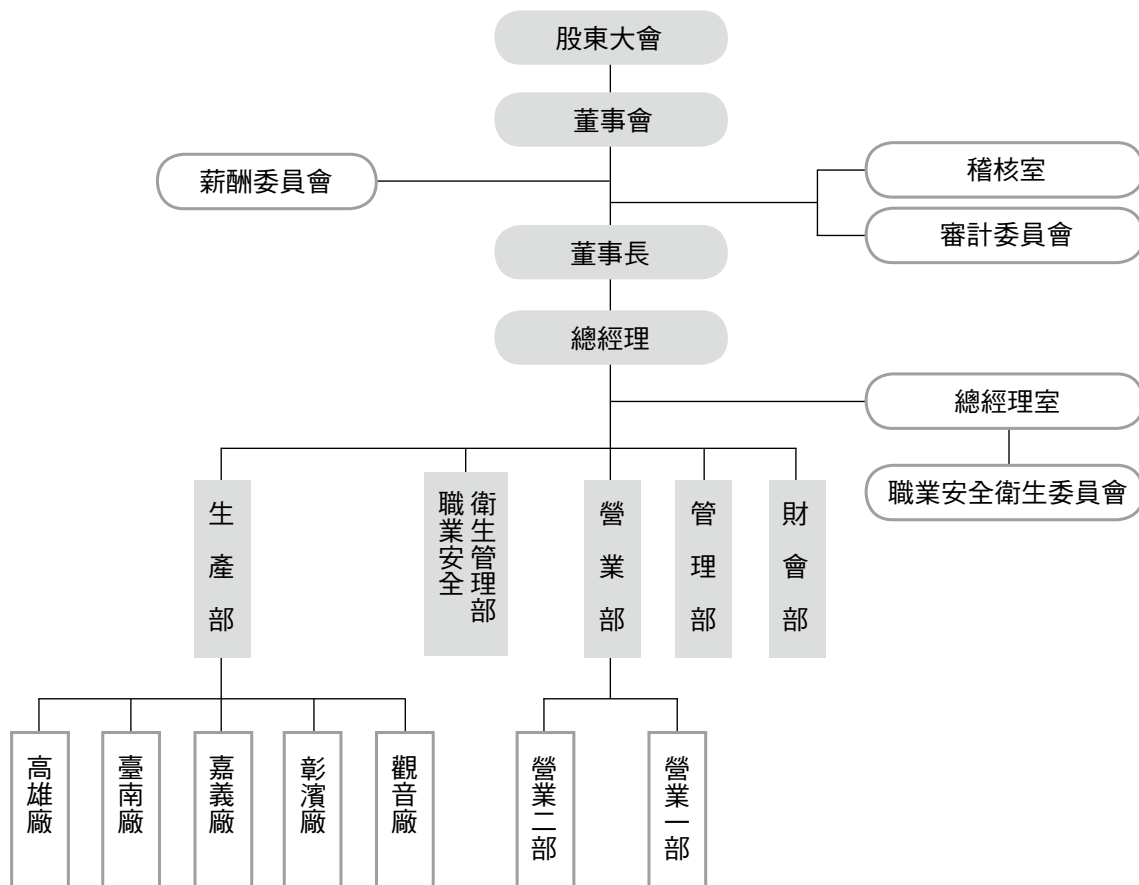 股東大會
董事會
薪酬委員會
稽核室
審計委員會
董事長
總經理
總經理室
職業安全衛生委員會
生產部
職業安全
衛生管理部
營業部
管理部
財會部
高雄廠
臺南廠
嘉義廠
彰濱廠
觀音廠
營業二部
營業一部